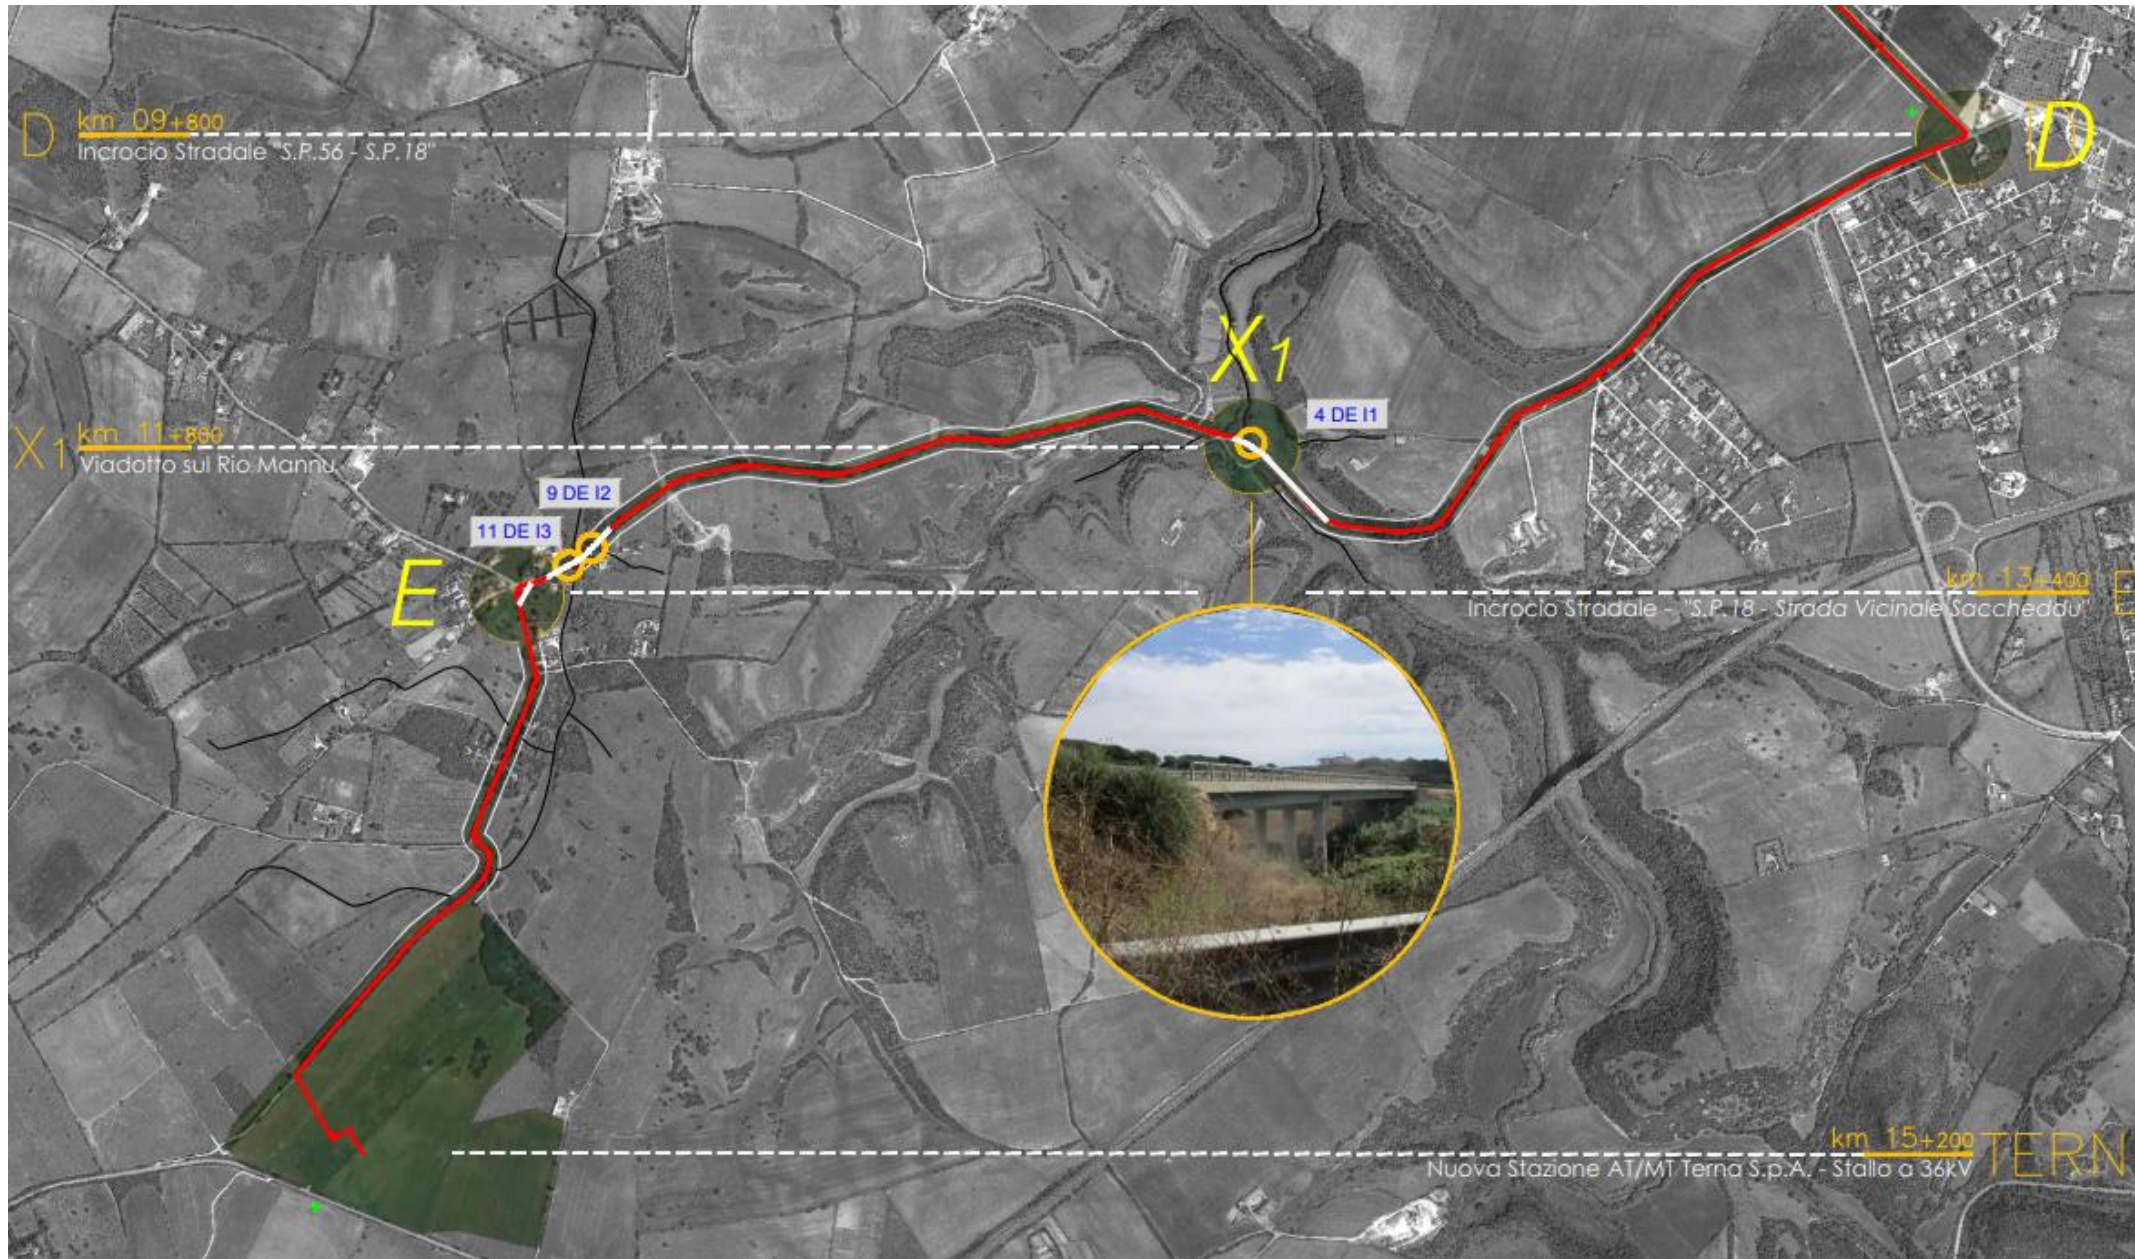 D
km 09+800
Incrocio Stradale "S.P.56 - S.P.18"
D
X1
4 DE I1
X1
km 11+800
Viadotto sul Rio Mannu
9 DE I2
11 DE I3
E
km 13+400
E
Incrocio Stradale - "S.P.18 - Strada Vicinale Saccheddu"
km 15+200
TERN
Nuova Stazione AT/MT Terna S.p.A. - Stallo a 36kV